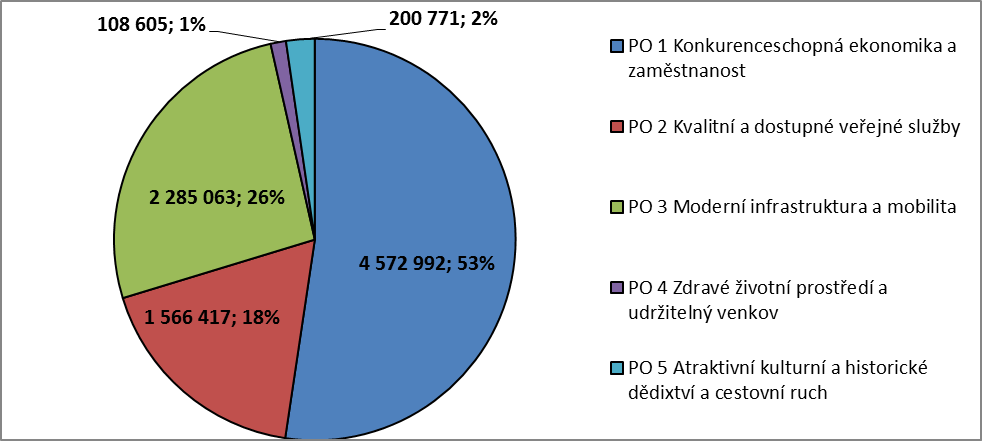 108 605; 1%
200 771; 2%
2 285 063; 26%
4 572 992; 53%
1 566 417; 18%
PO 1 Konkurenceschopná ekonomika a
zaměstnanost
PO 2 Kvalitní a dostupné veřejné služby
PO 3 Moderní infrastruktura a mobilita
PO 4 Zdravé životní prostředí a
udržitelný venkov
PO 5 Atraktivní kulturní a historické
dědixtví a cestovní ruch